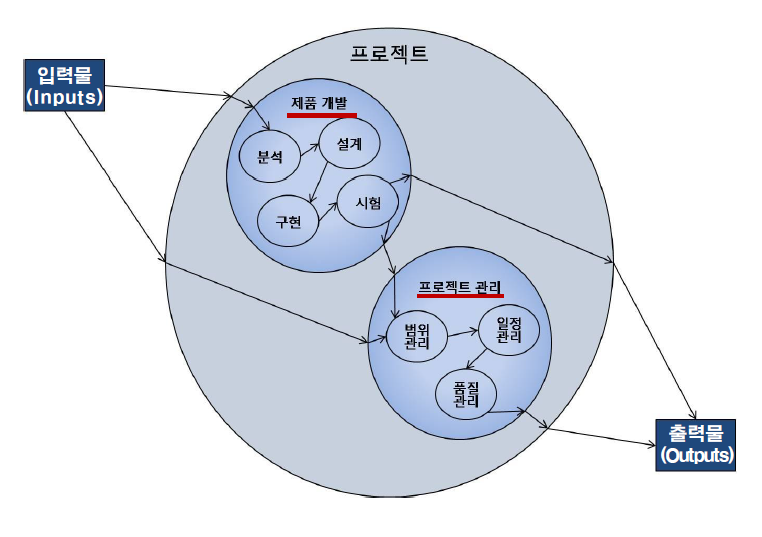 프로젝트
입력물
(Inputs)
제품 개발
분석
설계
구현
시험
프로젝트 관리
범위
관리
일정
관리
품질
관리
출력물
(Outputs)